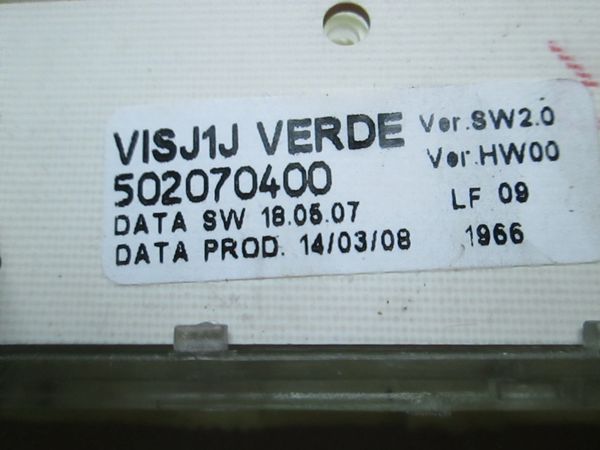 VISJ1J VERDE Ver.SW2.0
502070400 Ver.HW00
DATA SW 18.05.07 LF 09
DATA PROD. 14/03/08 1966